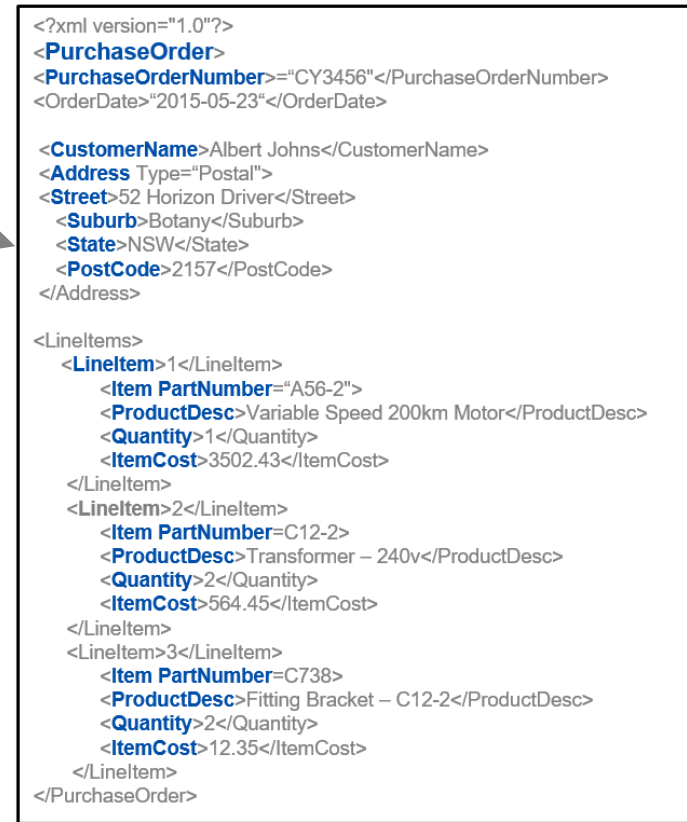 <?xml version="1.0"?>
<PurchaseOrder>
<PurchaseOrderNumber>=“CY3456"</PurchaseOrderNumber>
<OrderDate>“2015-05-23“</OrderDate>
<CustomerName>Albert Johns</CustomerName>
<Address Type=“Postal">
<Street>52 Horizon Driver</Street>
<Suburb>Botany</Suburb>
<State>NSW</State>
<PostCode>2157</PostCode>
</Address>
<LineItems>
<LineItem>1</LineItem>
<Item PartNumber=“A56-2">
<ProductDesc>Variable Speed 200km Motor</ProductDesc>
<Quantity>1</Quantity>
<ItemCost>3502.43</ItemCost>
</LineItem>
<LineItem>2</LineItem>
<Item PartNumber=C12-2>
<ProductDesc>Transformer – 240v</ProductDesc>
<Quantity>2</Quantity>
<ItemCost>564.45</ItemCost>
</LineItem>
<LineItem>3</LineItem>
<Item PartNumber=C738>
<ProductDesc>Fitting Bracket – C12-2</ProductDesc>
<Quantity>2</Quantity>
<ItemCost>12.35</ItemCost>
</LineItem>
</PurchaseOrder>